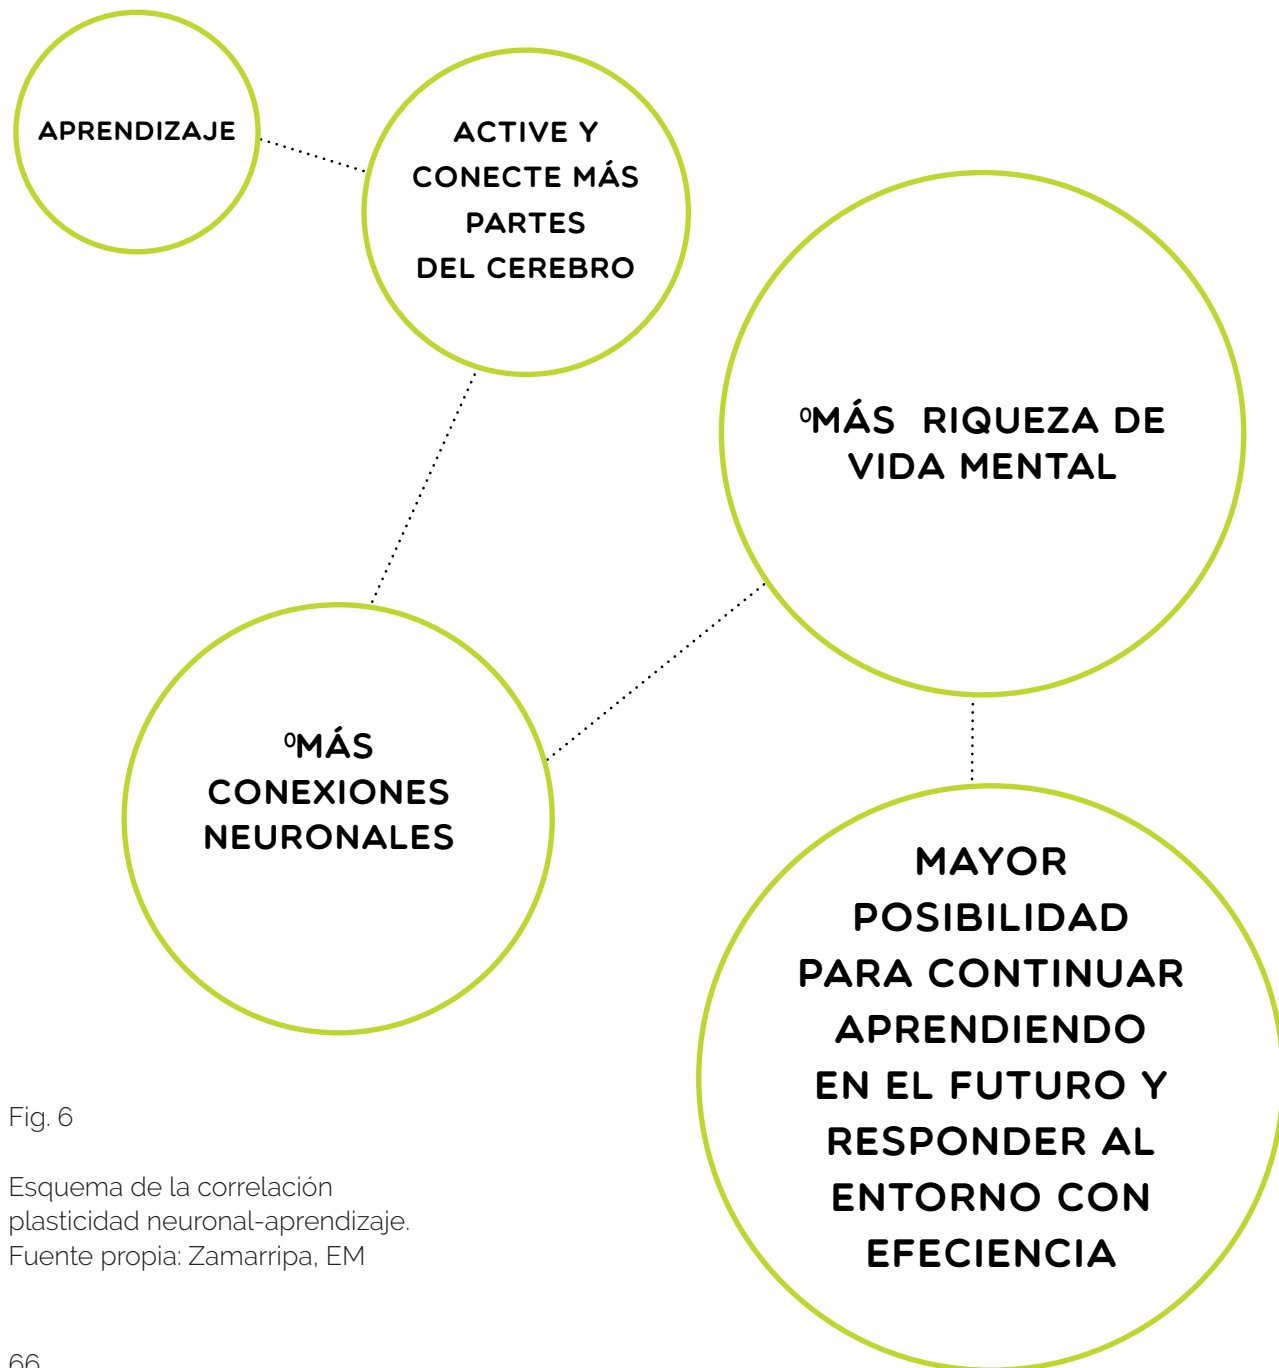 APRENDIZAJE
ACTIVE Y
CONECTE MÁS
PARTES
DEL CEREBRO
⁰MÁS CONEXIONES
NEURONALES
⁰MÁS  RIQUEZA DE
VIDA MENTAL
MAYOR
POSIBILIDAD
PARA CONTINUAR
APRENDIENDO
EN EL FUTURO Y
RESPONDER AL
ENTORNO CON
EFECIENCIA
Fig. 6
Esquema de la correlación
plasticidad neuronal-aprendizaje.
Fuente propia: Zamarripa, EM
66